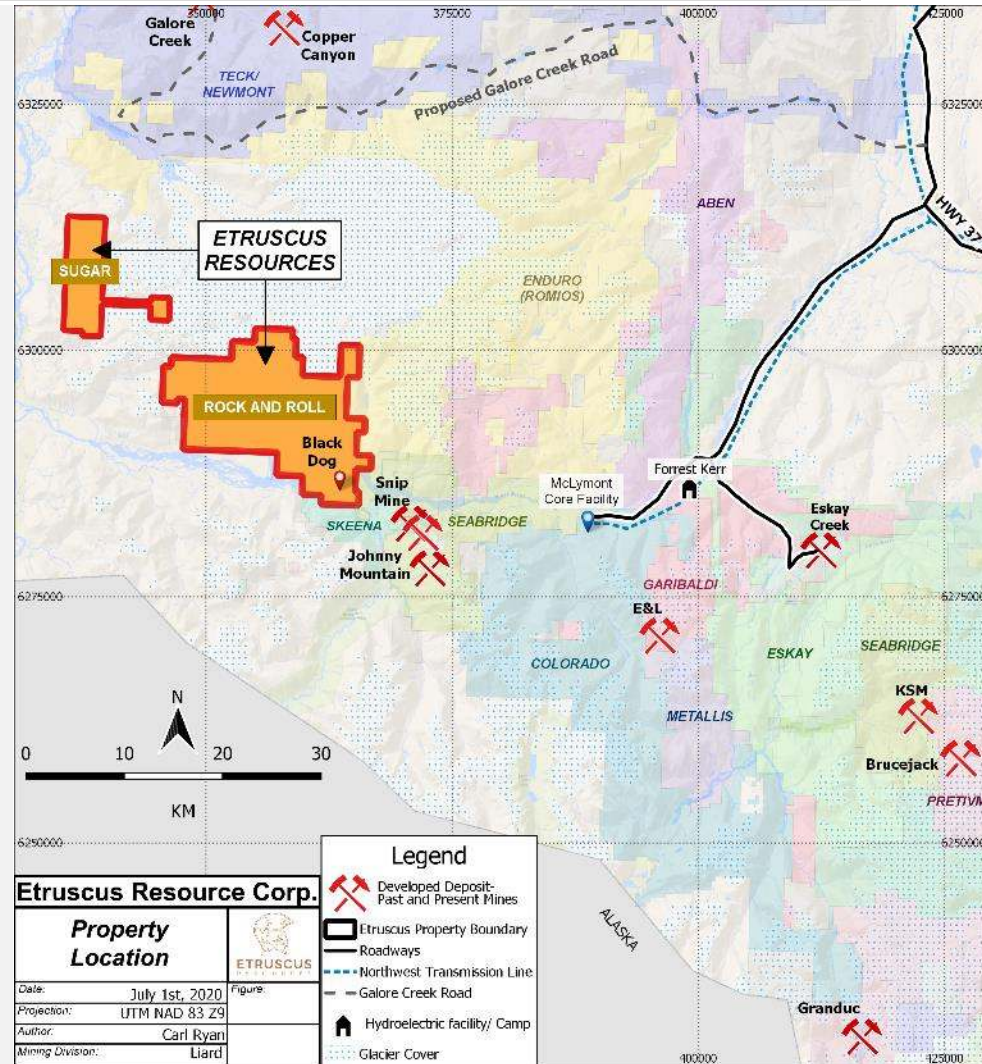 350000
375000
400000
425000
Galore
Creek
Copper
Canyon
TECK/
NEWMONT
Proposed Galore Creek Road
6325000
6325000
ABEN
HWY 37
ETRUSCUS
RESOURCES
SUGAR
ENDURO
(ROMIOS)
6300000
6300000
ROCK AND ROLL
Black
Dog
Snip
Mine
SKEENA
SEABRIDGE
McLymont
Core Facility
Forrest Kerr
Eskay
Creek
Johnny
Mountain
GARIBALDI
6275000
6275000
E&L
COLORADO
ESKAY
SEABRIDGE
METALLIS
KSM
Brucejack
PRETIVM
N
0 10 20 30
KM
6250000
6250000
ALASKA
Granduc
400000
425000
Legend
Developed Deposit-
Past and Present Mines
Etruscus Property Boundary
Roadways
Northwest Transmission Line
Galore Creek Road
Hydroelectric facility/ Camp
Glacier Cover
Etruscus Resource Corp.
Property
Location
ETRUSCUS
RESOURCES
Date: July 1st, 2020
Figure:
Projection: UTM NAD 83 Z9
Author: Carl Ryan
Mining Division: Liard